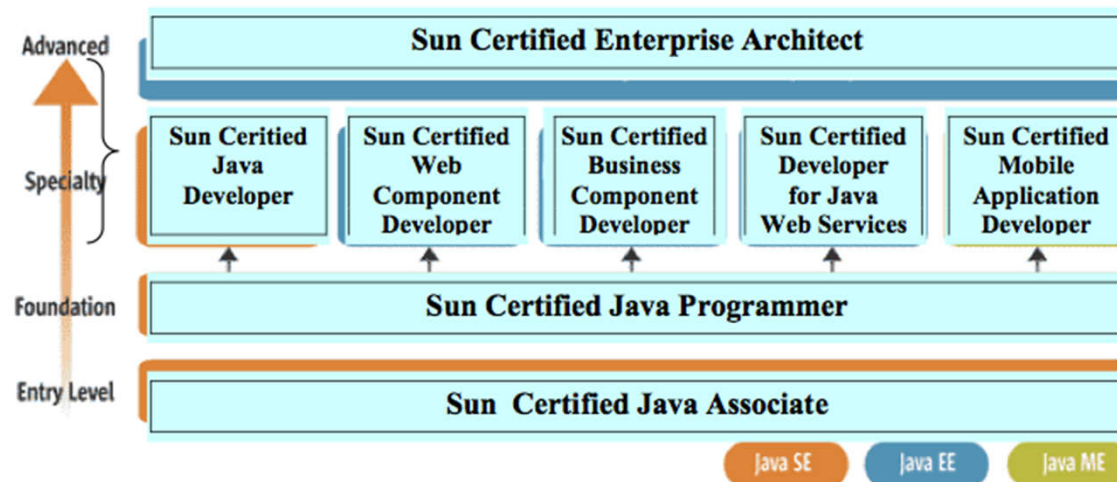 Advanced
Sun Certified Enterprise Architect
Specialty
Sun Ceritied
Java
Developer
Sun Certified
Web
Component
Developer
Sun Certified
Business
Component
Developer
Sun Certified
Developer
for Java
Web Services
Sun Certified
Mobile
Application
Developer
Foundation
Sun Certified Java Programmer
Entry Level
Sun Certified Java Associate
Java SE
Java EE
Java ME